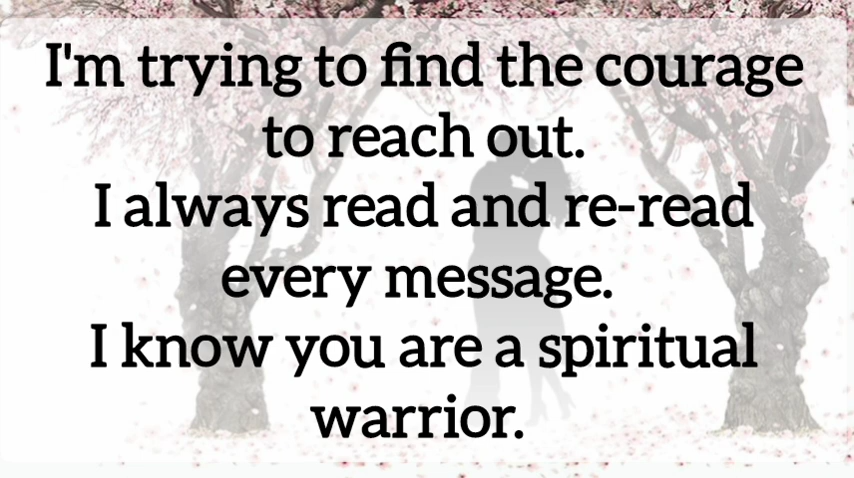 I'm trying to find the courage
to reach out.
I always read and re-read
every message.
I know you are a spiritual
warrior.